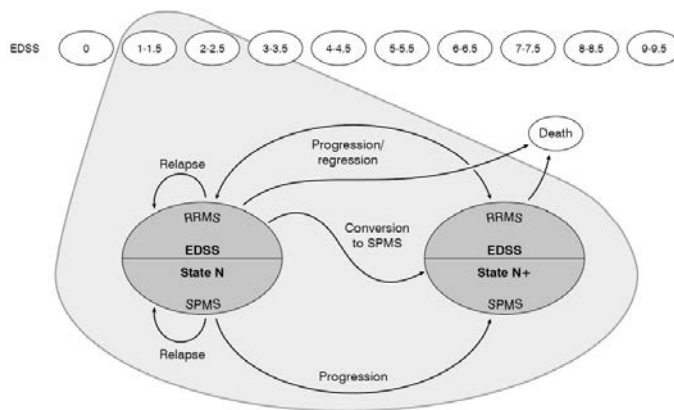 EDSS
0
1-1.5
2-2.5
3-3.5
4-4.5
5-5.5
6-6.5
7-7.5
8-8.5
9-9.5
Death
Progression/
regression
Relapse
RRMS
EDSS
State N
SPMS
Conversion
to SPMS
RRMS
EDSS
State N+
SPMS
Relapse
Progression